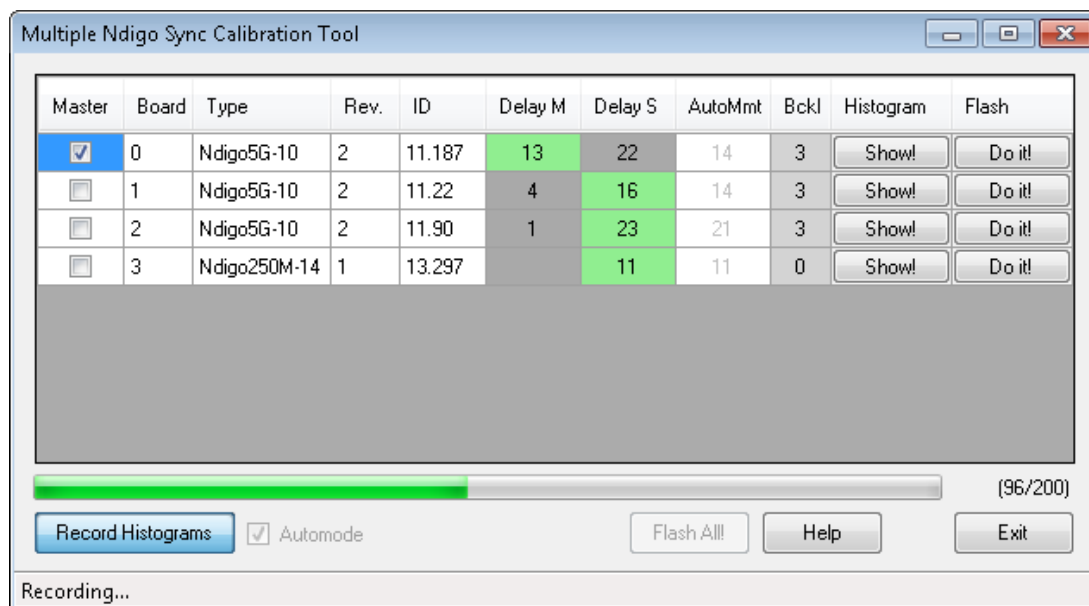 Multiple Ndigo Sync Calibration Tool
Master Board Type Rev. ID Delay M Delay S AutoMmt Bckl Histogram Flash
0 Ndigo5G-10 2 11.187 13 22 14 3 Show! Do it!
1 Ndigo5G-10 2 11.22 4 16 14 3 Show! Do it!
2 Ndigo5G-10 2 11.90 1 23 21 3 Show! Do it!
3 Ndigo250M-14 1 13.297 11 11 0 Show! Do it!
(96/200)
Record Histograms Automode Flash All! Help Exit
Recording...